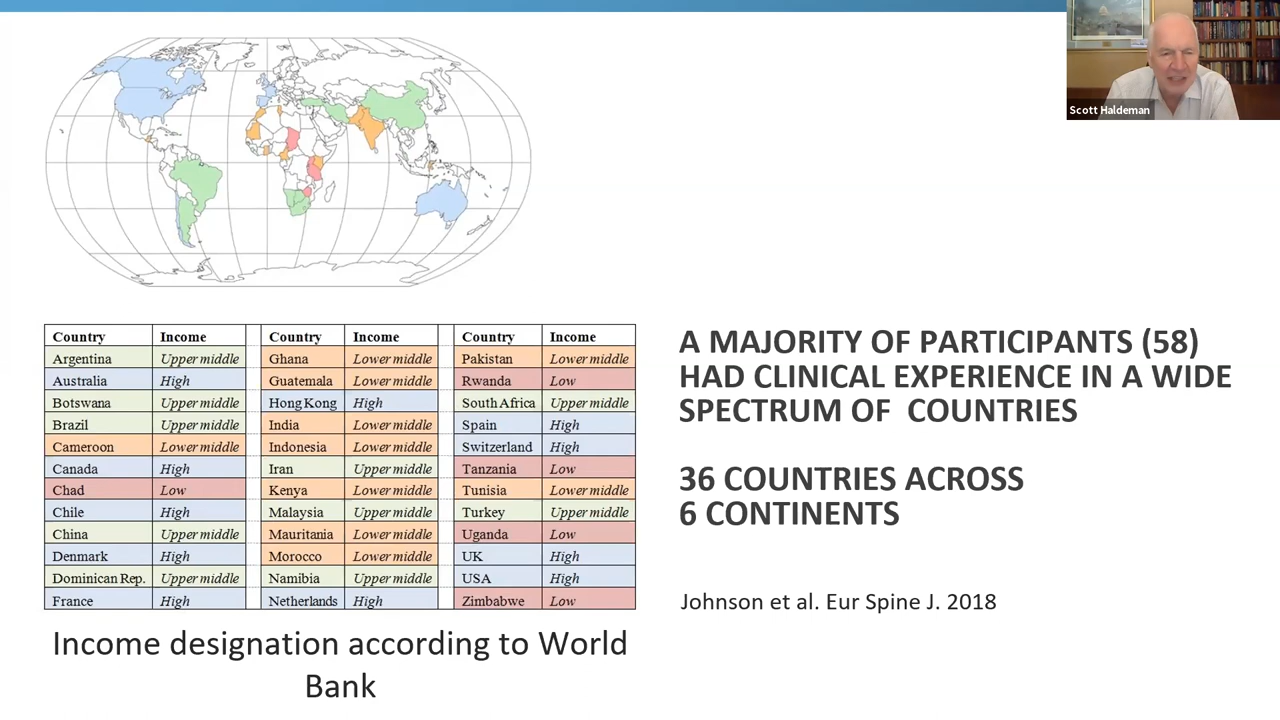 Scott Haldeman
Country Income Country Income Country Income
Argentina Upper middle Ghana Lower middle Pakistan Lower middle
Australia High Guatemala Lower middle Rwanda Low
Botswana Upper middle Hong Kong High South Africa Upper middle
Brazil Upper middle India Lower middle Spain High
Cameroon Lower middle Indonesia Lower middle Switzerland High
Canada High Iran Upper middle Tanzania Low
Chad Low Kenya Lower middle Tunisia Lower middle
Chile High Malaysia Upper middle Turkey Upper middle
China Upper middle Mauritania Lower middle Uganda Low
Denmark High Morocco Lower middle UK High
Dominican Rep. Upper middle Namibia Upper middle USA High
France High Netherlands High Zimbabwe Low
Income designation according to World
Bank
A MAJORITY OF PARTICIPANTS (58)
HAD CLINICAL EXPERIENCE IN A WIDE
SPECTRUM OF COUNTRIES
36 COUNTRIES ACROSS
6 CONTINENTS
Johnson et al. Eur Spine J. 2018